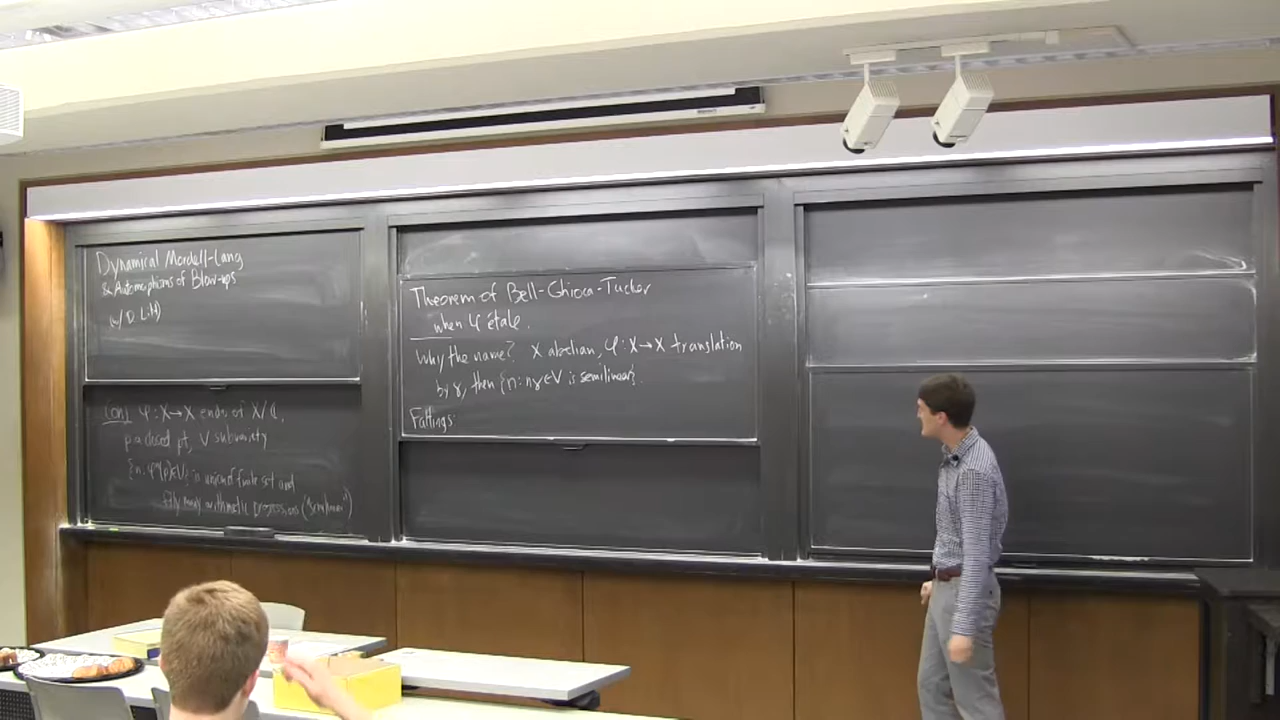 Dynamical Mordell-Lang
& Automorphisms of Blow-ups
(w/ D. Litt)
Conj φ : X→X endo of X/ℂ,
p a closed pt, V subvariety
{n : φⁿ(p)∈V} is union of finite set and
f'tly many arithmetic progressions ("semilinear")
Theorem of Bell-Ghioca-Tucker
when φ étale.
Why the name? X abelian, φ : X→X translation
by γ, then {n : nγ∈V is semilinear}.
Faltings